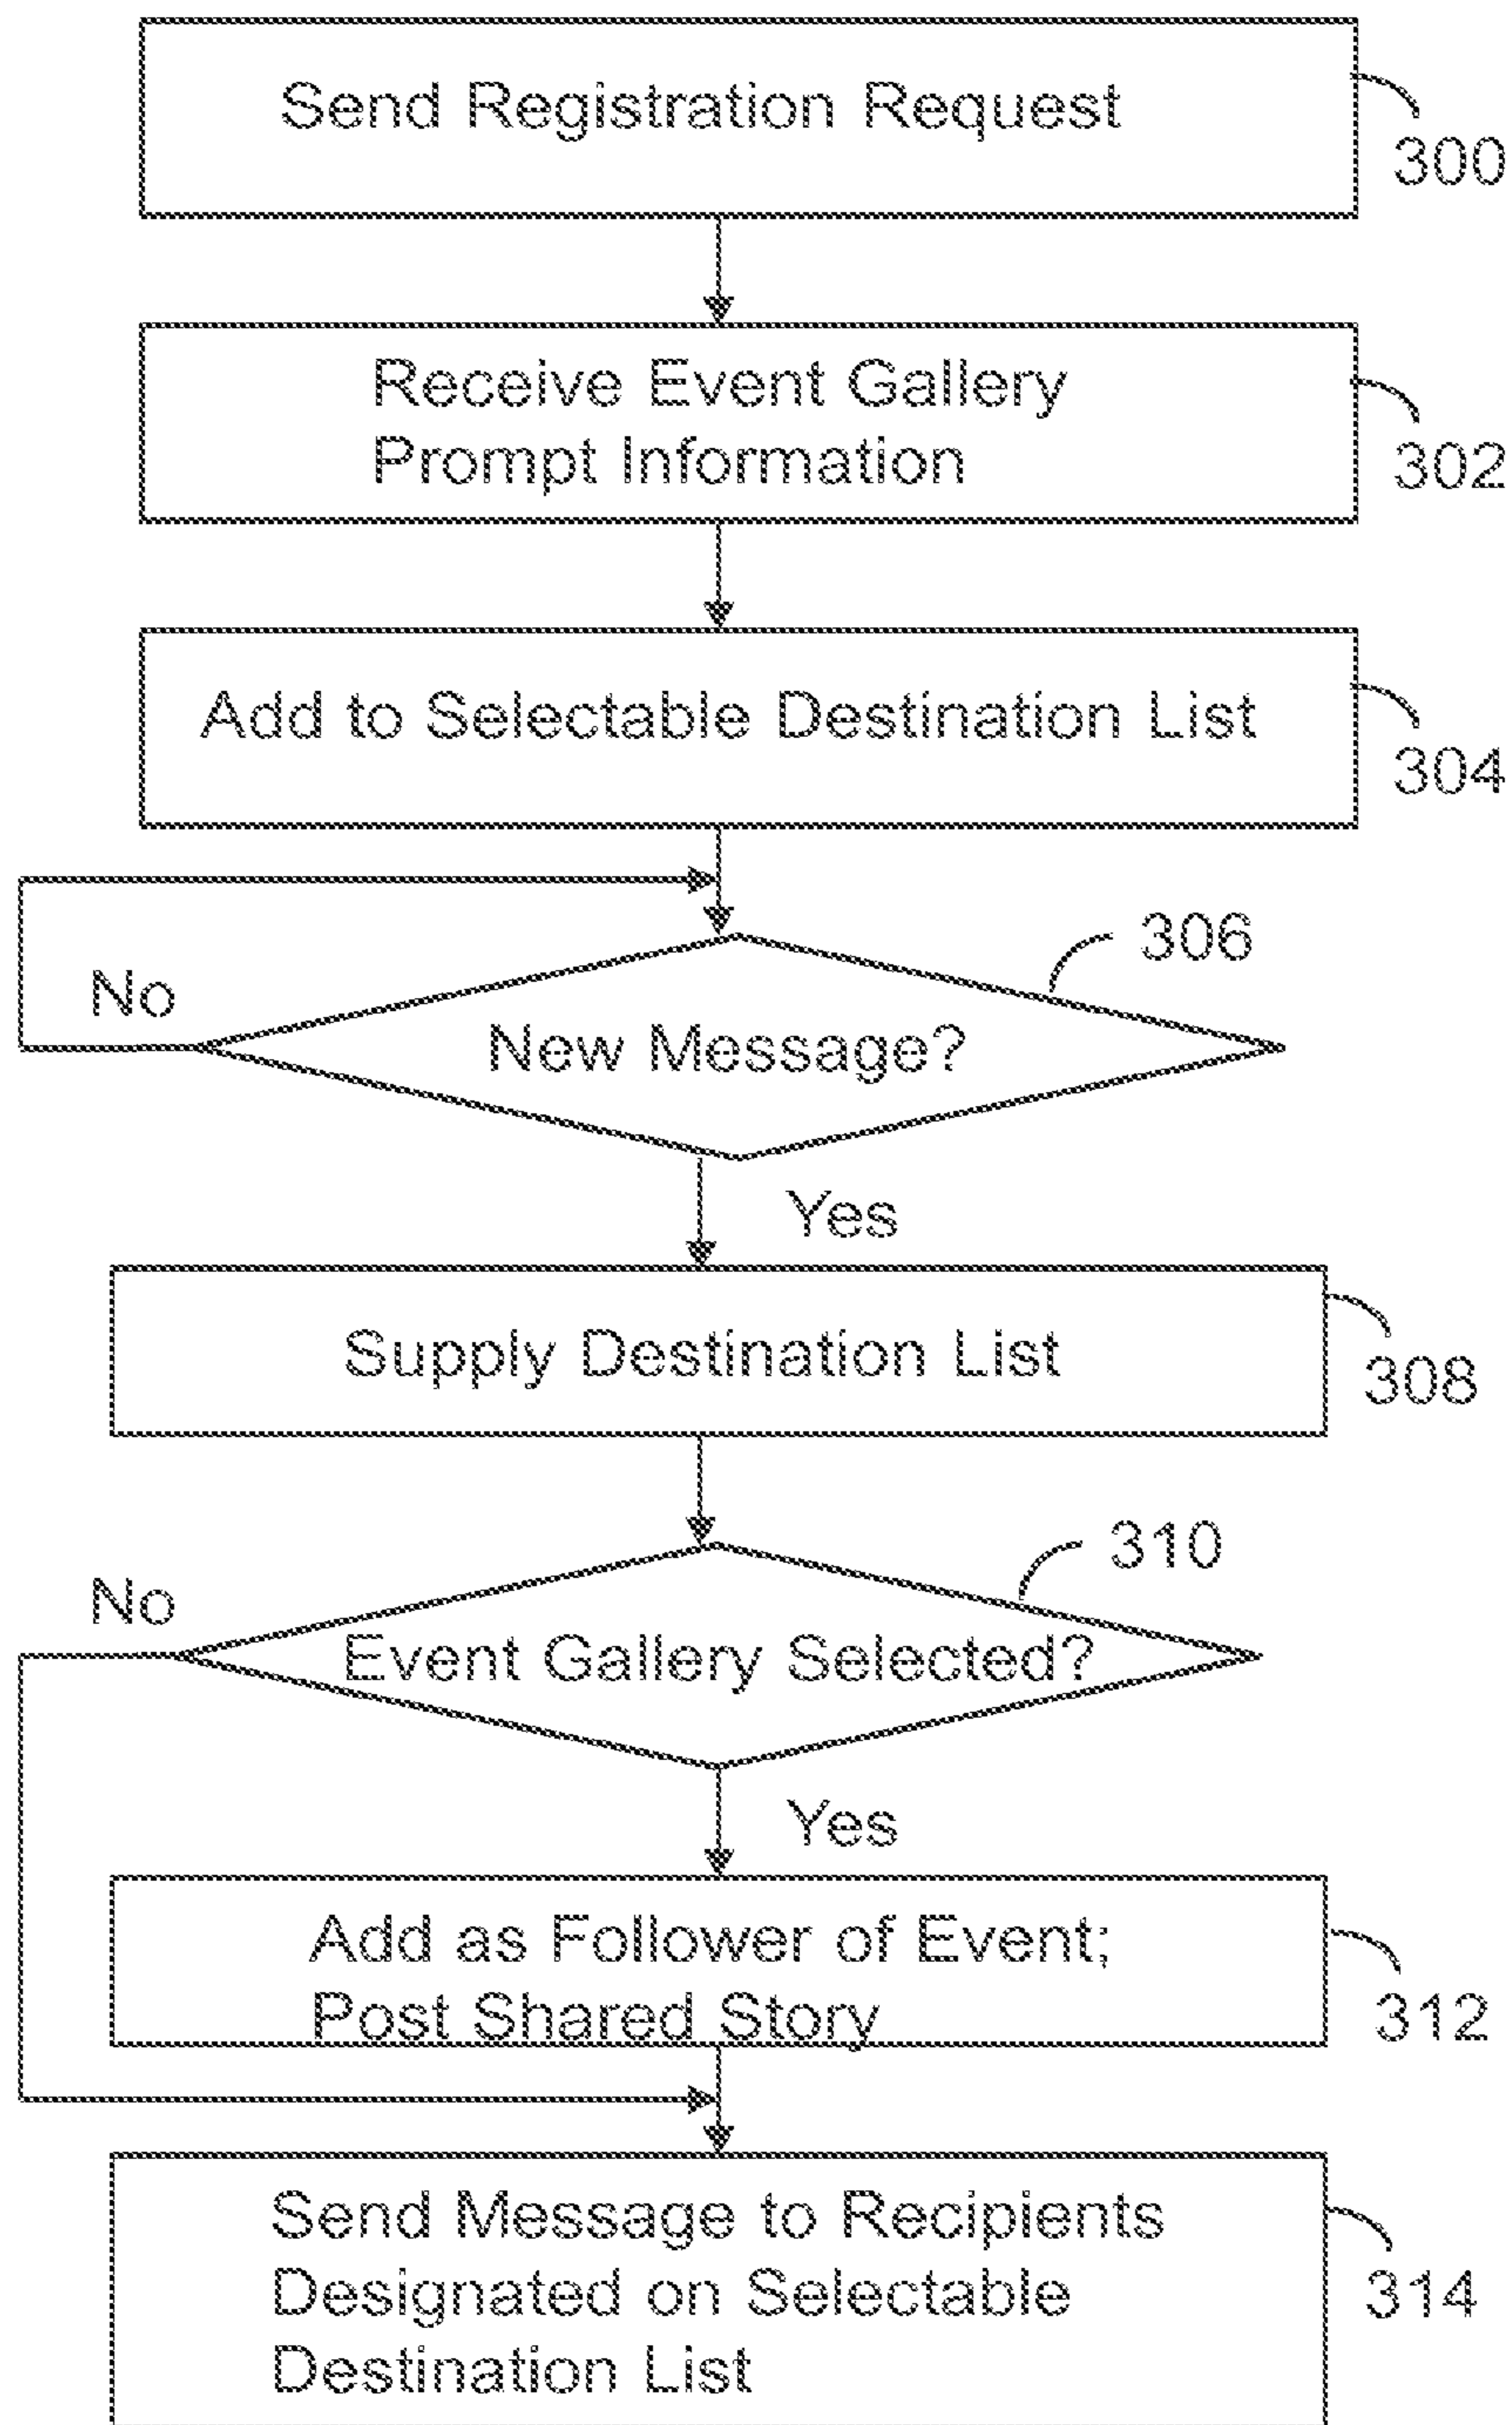 Send Registration Request
300
Receive Event Gallery
Prompt Information
302
Add to Selectable Destination List
304
306
No
New Message?
Yes
Supply Destination List
308
310
No
Event Gallery Selected?
Yes
Add as Follower of Event;
Post Shared Story
312
Send Message to Recipients
Designated on Selectable
Destination List
314